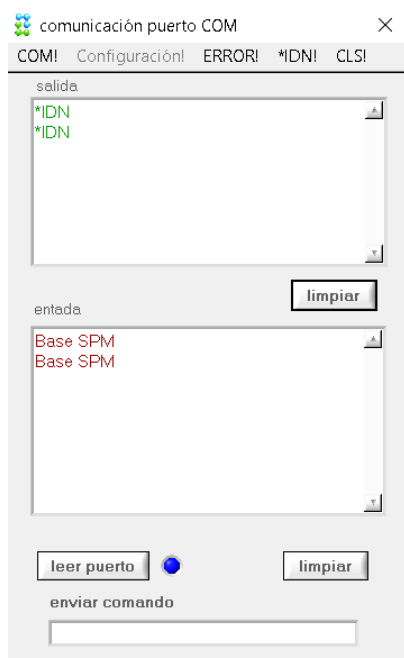 comunicación puerto COM
COM! Configuración! ERROR! *IDN! CLS!
salida
*IDN
*IDN
limpiar
entada
Base SPM
Base SPM
leer puerto
limpiar
enviar comando